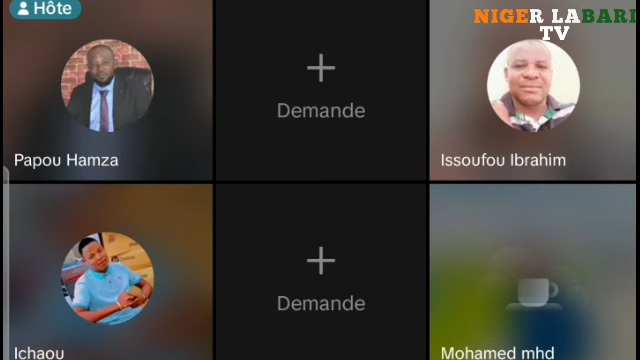 Hôte
NIGER LABARI
TV
Demande
Papou Hamza
Issoufou Ibrahim
Demande
Ichaou
Mohamed mhd